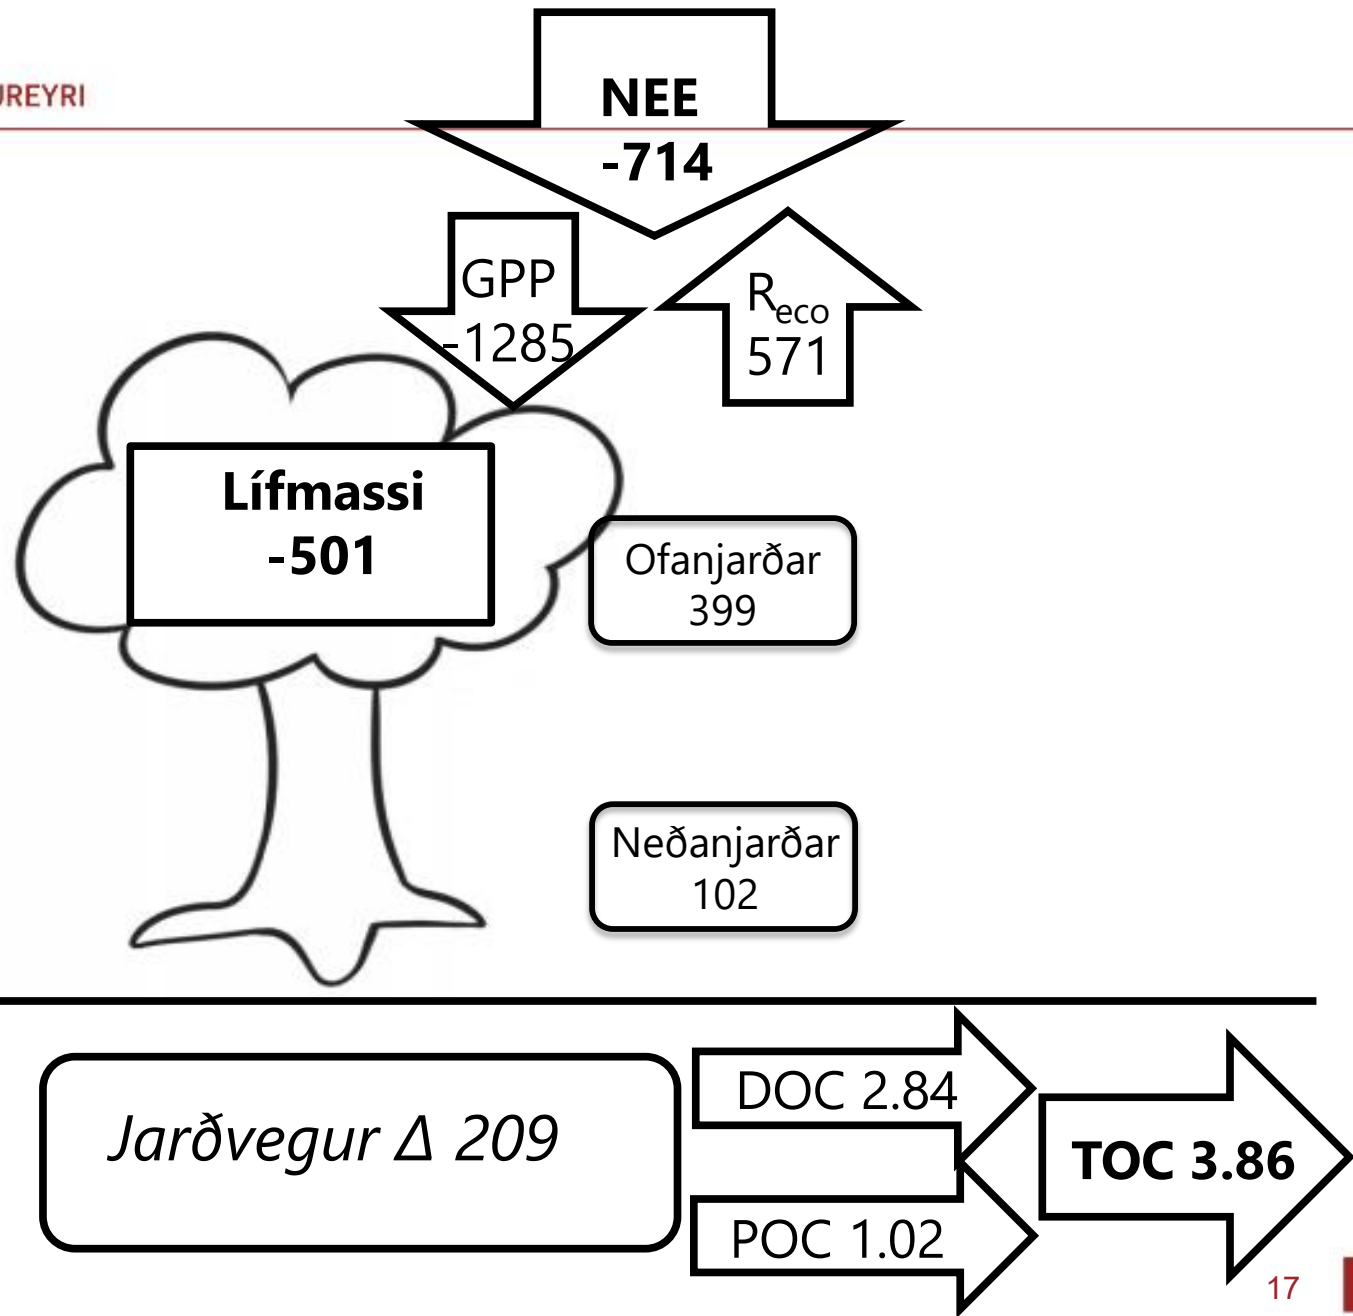 UREYRI
NEE
-714
GPP
-1285
R_eco
571
Lífmassi
-501
Ofanjarðar
399
Neðanjarðar
102
Jarðvegur Δ 209
DOC 2.84
TOC 3.86
POC 1.02
17